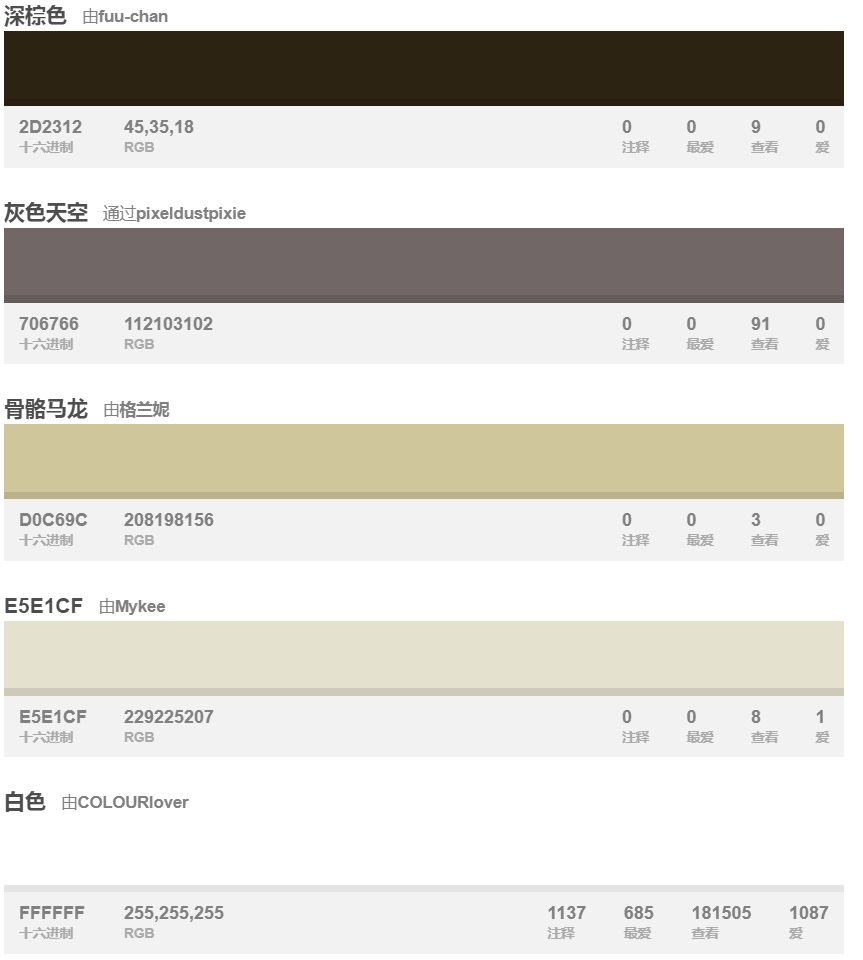 深棕色 由fuu-chan
2D2312 45,35,18 0 0 9 0
十六进制 RGB 注释 最爱 查看 爱
灰色天空 通过pixeldustpixie
706766 112103102 0 0 91 0
十六进制 RGB 注释 最爱 查看 爱
骨骼马龙 由格兰妮
D0C69C 208198156 0 0 3 0
十六进制 RGB 注释 最爱 查看 爱
E5E1CF 由Mykee
E5E1CF 229225207 0 0 8 1
十六进制 RGB 注释 最爱 查看 爱
白色 由COLOURlover
FFFFFF 255,255,255 1137 685 181505 1087
十六进制 RGB 注释 最爱 查看 爱